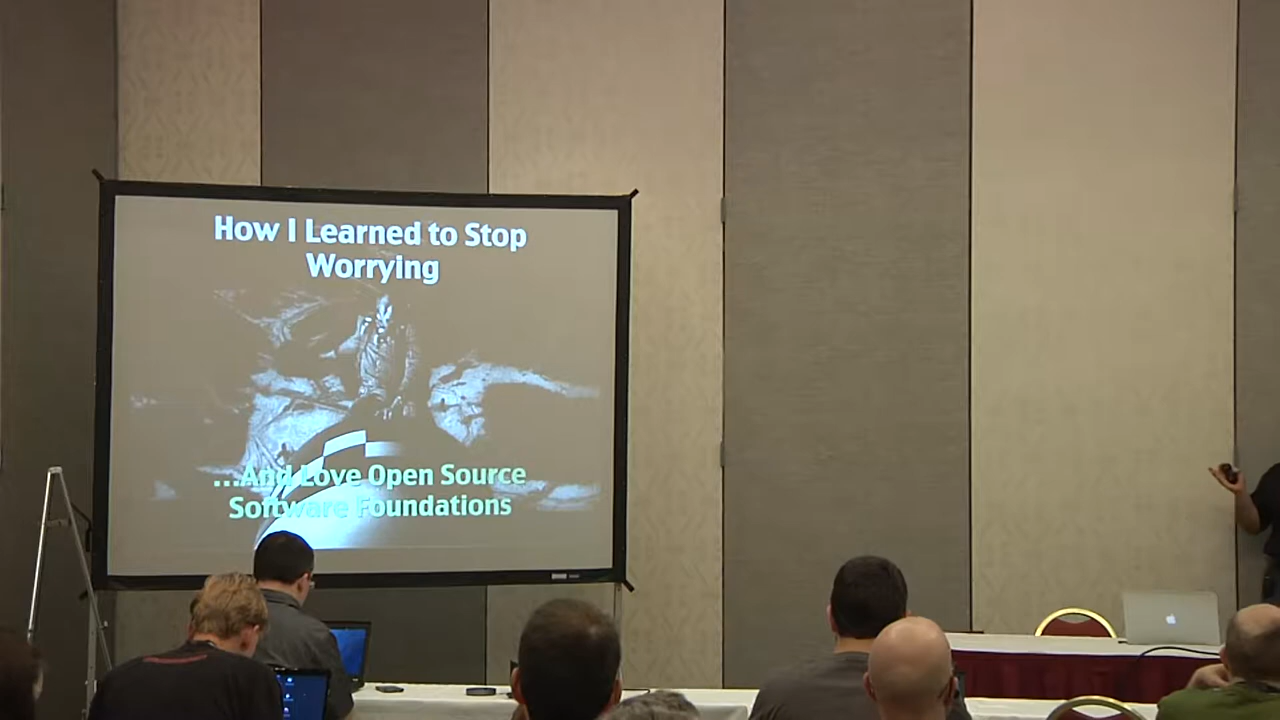 How I Learned to Stop
Worrying
...And Love Open Source
Software Foundations